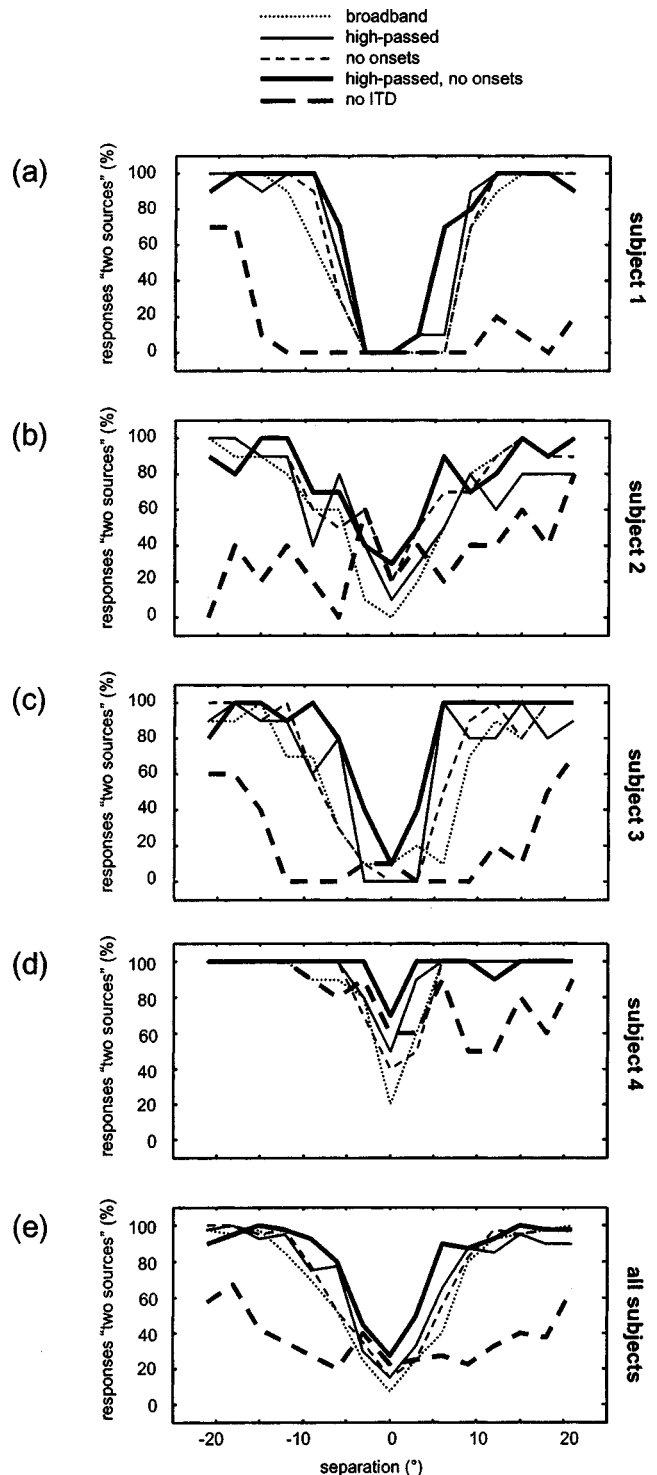 broadband
high-passed
no onsets
high-passed, no onsets
no ITD
(a)
responses "two sources" (%)
100
80
60
40
20
0
subject 1
(b)
responses "two sources" (%)
100
80
60
40
20
0
subject 2
(c)
responses "two sources" (%)
100
80
60
40
20
0
subject 3
(d)
responses "two sources" (%)
100
80
60
40
20
0
subject 4
(e)
responses "two sources" (%)
100
80
60
40
20
0
all subjects
-20 -10 0 10 20
separation (°)